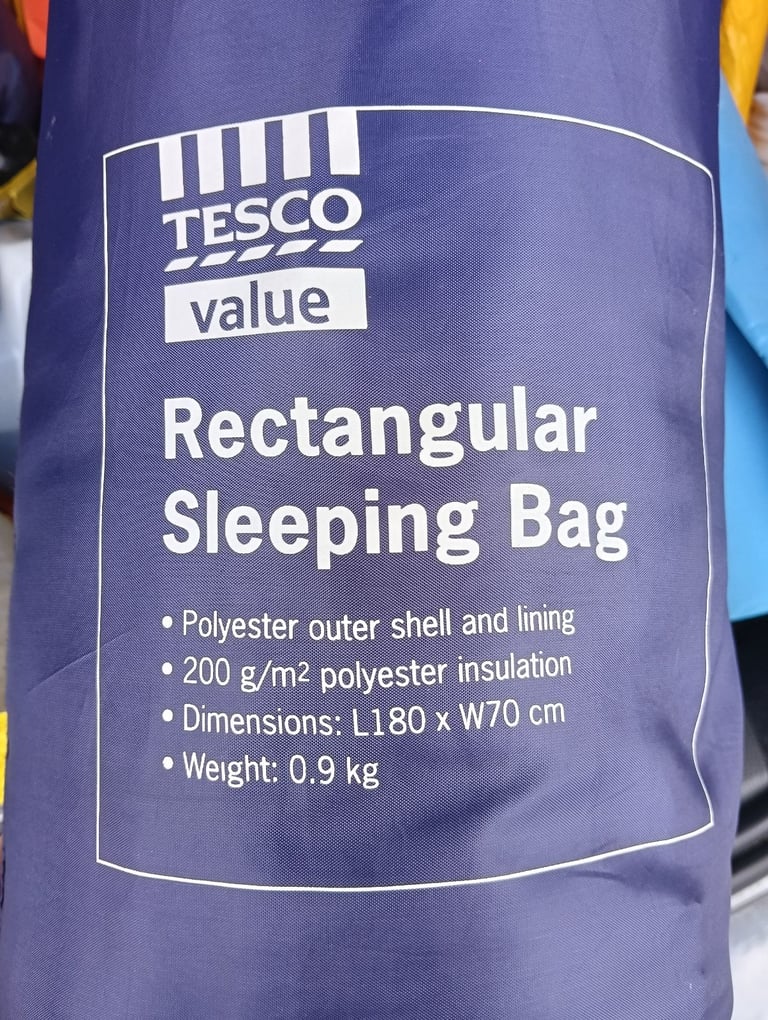 TESCO
value
Rectangular
Sleeping Bag
• Polyester outer shell and lining
• 200 g/m² polyester insulation
• Dimensions: L180 x W70 cm
• Weight: 0.9 kg